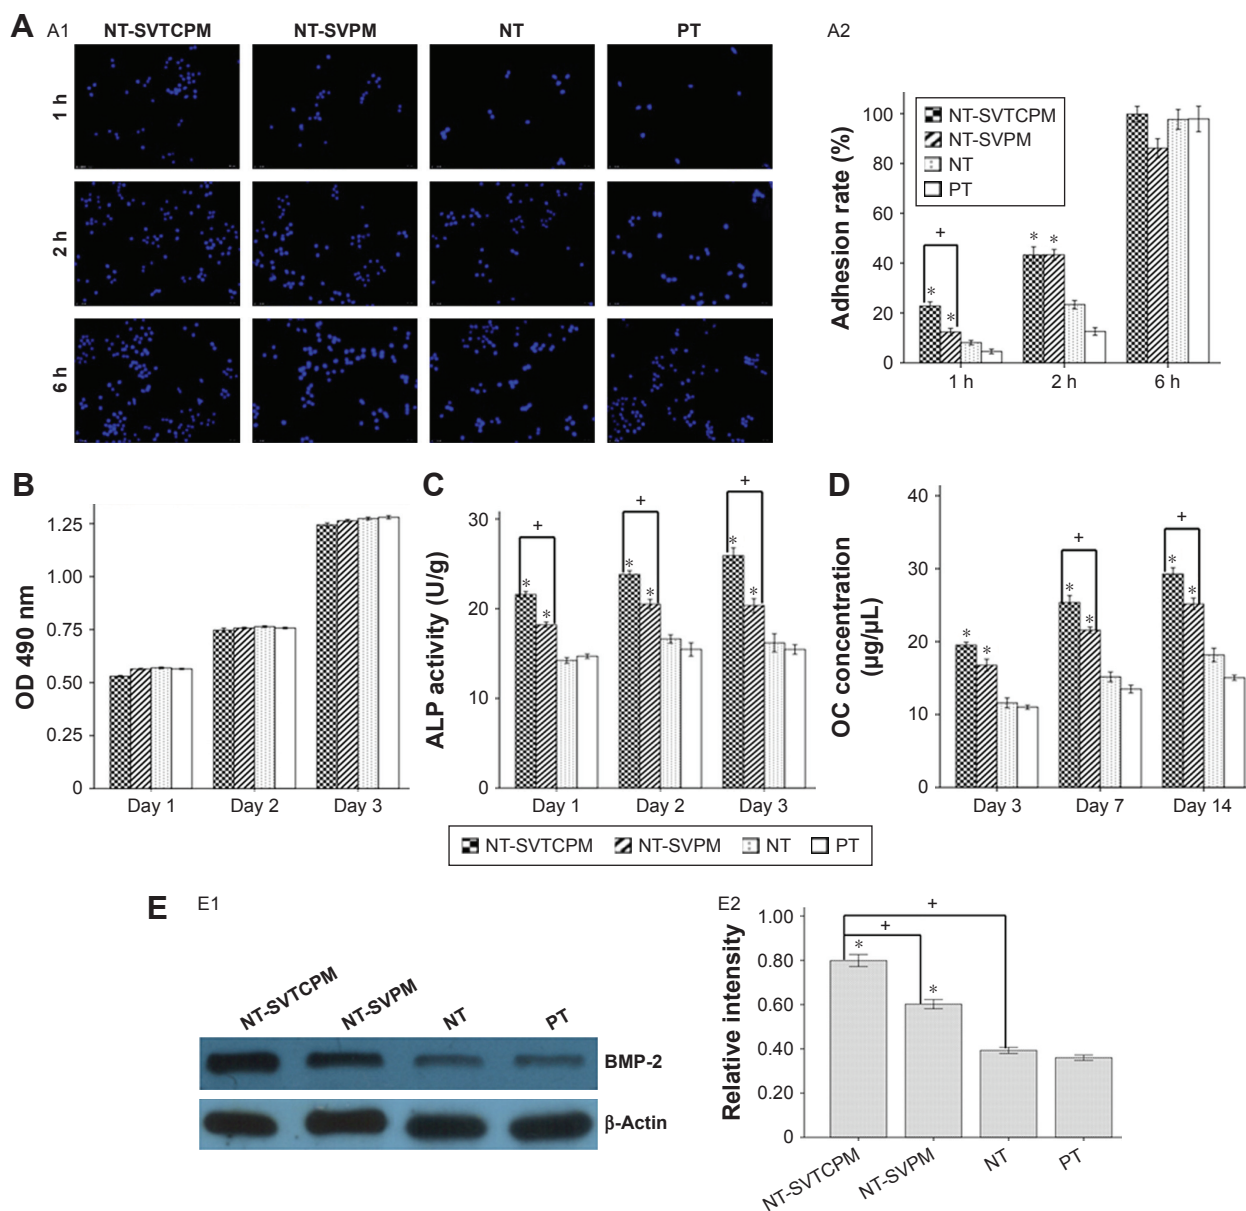 A A1 NT-SVTCPM NT-SVPM NT PT
1 h
2 h
6 h
A2
Adhesion rate (%)
100
80
60
40
20
0
NT-SVTCPM
NT-SVPM
NT
PT
+
* *
* *
1 h 2 h 6 h
B
OD 490 nm
1.25
1.00
0.75
0.50
0.25
0
Day 1 Day 2 Day 3
C
ALP activity (U/g)
30
20
10
0
+ + +
* * * * * *
Day 1 Day 2 Day 3
D
OC concentration
(µg/µL)
40
30
20
10
0
+ +
* * * * * *
Day 3 Day 7 Day 14
NT-SVTCPM NT-SVPM NT PT
E E1
NT-SVTCPM NT-SVPM NT PT
BMP-2
β-Actin
E2
Relative intensity
1.00
0.80
0.60
0.40
0.20
0
+
+
* *
NT-SVTCPM NT-SVPM NT PT